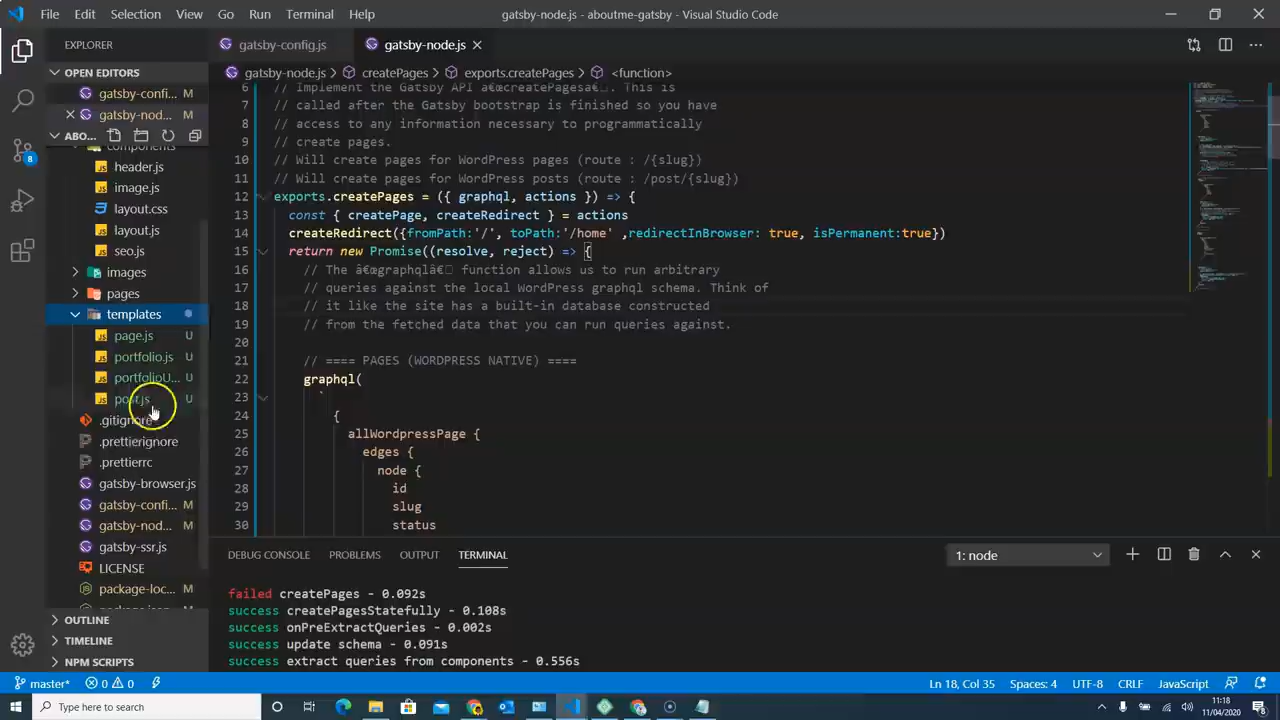 File Edit Selection View Go Run Terminal Help
gatsby-node.js - aboutme-gatsby - Visual Studio Code
EXPLORER
OPEN EDITORS
gatsby-confi... M
gatsby-nod... M
ABO...
components
header.js
image.js
layout.css
layout.js
seo.js
images
pages
templates
page.js U
portfolio.js U
portfolioU... U
post.js U
.gitignore
.prettierignore
.prettierrc
gatsby-browser.js
gatsby-confi... M
gatsby-nod... M
gatsby-ssr.js
LICENSE
package-loc... M
OUTLINE
TIMELINE
NPM SCRIPTS
8
gatsby-config.js
gatsby-node.js
gatsby-node.js > createPages > exports.createPages > <function>
6 // Implement the Gatsby API â€œcreatePagesâ€. This is
7 // called after the Gatsby bootstrap is finished so you have
8 // access to any information necessary to programmatically
9 // create pages.
10 // Will create pages for WordPress pages (route : /{slug})
11 // Will create pages for WordPress posts (route : /post/{slug})
12 exports.createPages = ({ graphql, actions }) => {
13 const { createPage, createRedirect } = actions
14 createRedirect({fromPath:'/', toPath:'/home' ,redirectInBrowser: true, isPermanent:true})
15 return new Promise((resolve, reject) => {
16 // The â€œgraphqlâ€ function allows us to run arbitrary
17 // queries against the local WordPress graphql schema. Think of
18 // it like the site has a built-in database constructed
19 // from the fetched data that you can run queries against.
20
21 // ==== PAGES (WORDPRESS NATIVE) ====
22 graphql(
23 `
24 {
25 allWordpressPage {
26 edges {
27 node {
28 id
29 slug
30 status
DEBUG CONSOLE PROBLEMS OUTPUT TERMINAL
1: node
failed createPages - 0.092s
success createPagesStatefully - 0.108s
success onPreExtractQueries - 0.002s
success update schema - 0.091s
success extract queries from components - 0.556s
master* 0 0
Ln 18, Col 35 Spaces: 4 UTF-8 CRLF JavaScript
Type here to search
11:18
11/04/2020